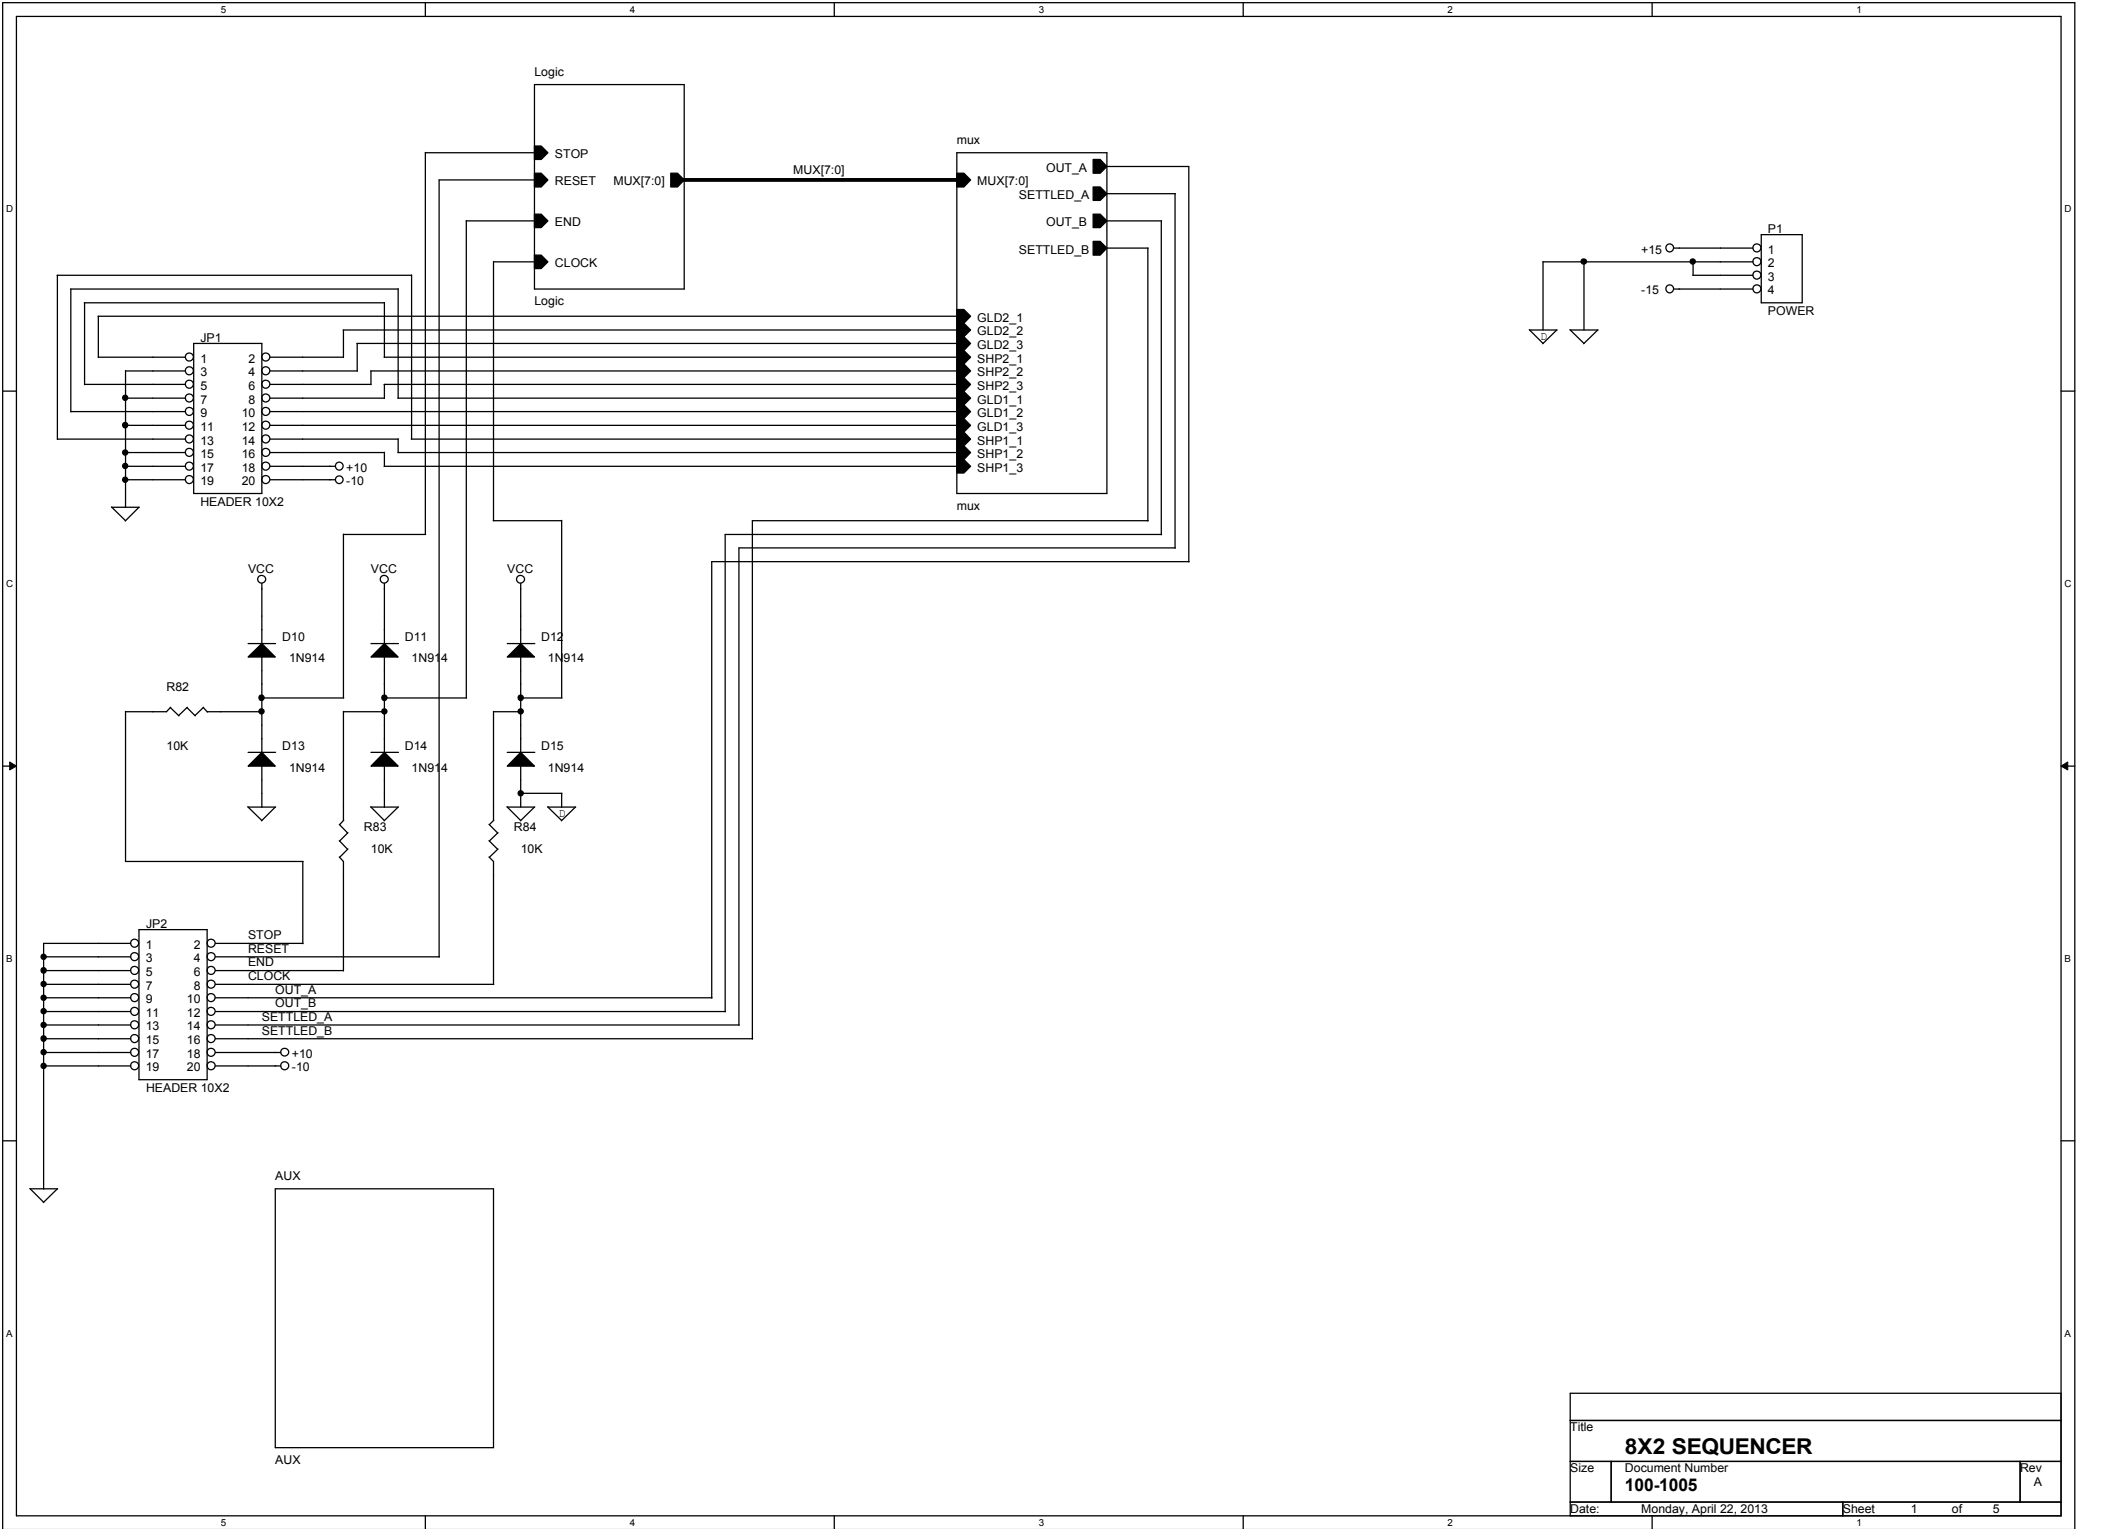 5 4 3 2 1
D D
C C
B B
A A
Logic
STOP
RESET
END
CLOCK
MUX[7:0]
Logic
MUX[7:0]
mux
MUX[7:0]
OUT_A
SETTLED_A
OUT_B
SETTLED_B
GLD2_1
GLD2_2
GLD2_3
SHP2_1
SHP2_2
SHP2_3
GLD1_1
GLD1_2
GLD1_3
SHP1_1
SHP1_2
SHP1_3
mux
P1
+15 1
2
3
-15 4
POWER
D
JP1
1 2
3 4
5 6
7 8
9 10
11 12
13 14
15 16
17 18 +10
19 20 -10
HEADER 10X2
VCC VCC VCC
D10 D11 D12
1N914 1N914 1N914
R82
10K
D13 D14 D15
1N914 1N914 1N914
D
R83 R84
10K 10K
JP2
1 2 STOP
3 4 RESET
5 6 END
7 8 CLOCK
9 10 OUT_A
11 12 OUT_B
13 14 SETTLED_A
15 16 SETTLED_B
17 18 +10
19 20 -10
HEADER 10X2
AUX
AUX
Title
8X2 SEQUENCER
Size Document Number Rev
100-1005 A
Date: Monday, April 22, 2013 Sheet 1 of 5
5 4 3 2 1